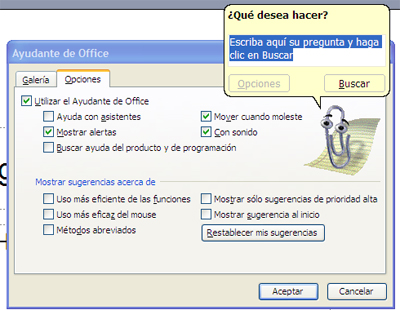 ¿Qué desea hacer?
Escriba aquí su pregunta y haga
clic en Buscar
Opciones
Buscar
Ayudante de Office
Galería
Opciones
Utilizar el Ayudante de Office
Ayuda con asistentes
Mover cuando moleste
Mostrar alertas
Con sonido
Buscar ayuda del producto y de programación
Mostrar sugerencias acerca de
Uso más eficiente de las funciones
Mostrar sólo sugerencias de prioridad alta
Uso más eficaz del mouse
Mostrar sugerencia al inicio
Métodos abreviados
Restablecer mis sugerencias
Aceptar
Cancelar